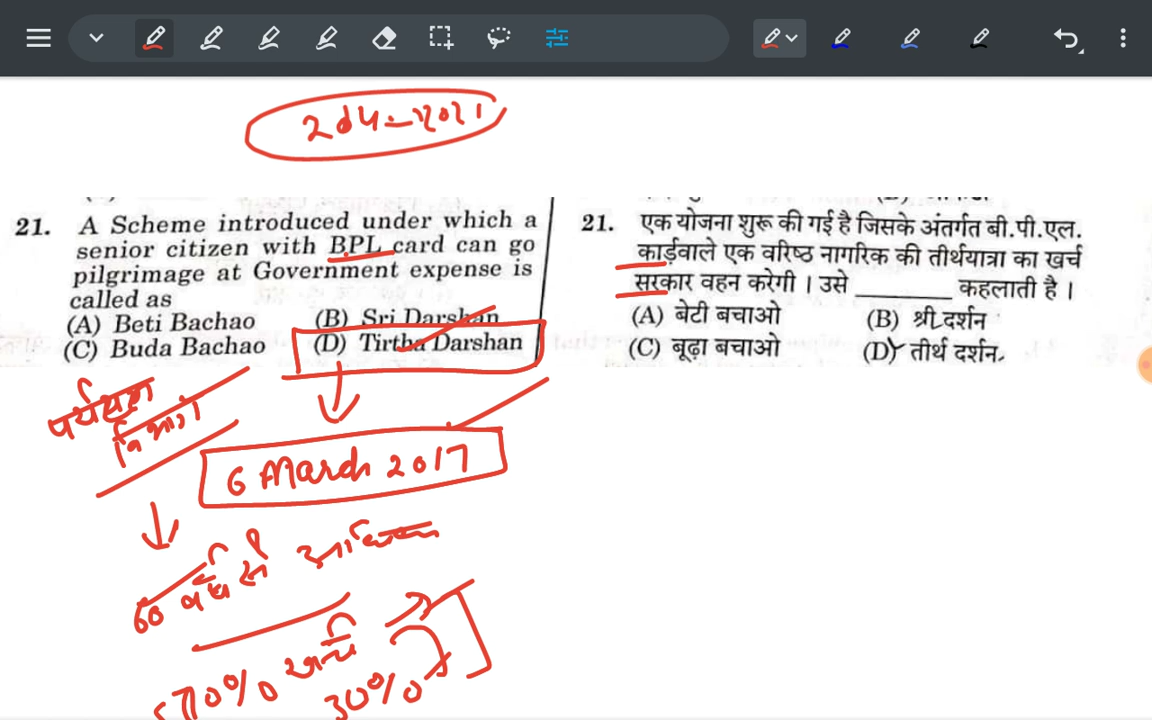 21. A Scheme introduced under which a
senior citizen with BPL card can go
pilgrimage at Government expense is
called as
(A) Beti Bachao (B) Sri Darshan
(C) Buda Bachao (D) Tirtha Darshan
21. एक योजना शुरू की गई है जिसके अंतर्गत बी.पी.एल.
कार्डवाले एक वरिष्ठ नागरिक की तीर्थयात्रा का खर्च
सरकार वहन करेगी । उसे ________ कहलाती है ।
(A) बेटी बचाओ (B) श्री दर्शन
(C) बूढ़ा बचाओ (D) तीर्थ दर्शन
पर्यटन
विभाग
6 March 2017
60 वर्ष से अधिक
70%
30%